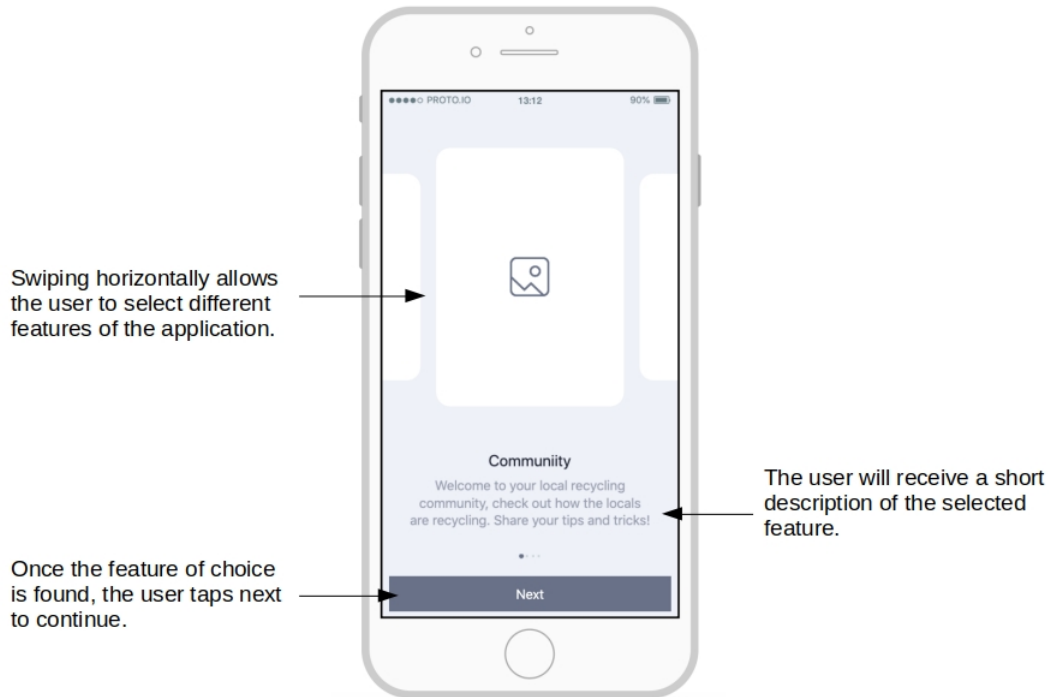 PROTO.IO 13:12 90%
Swiping horizontally allows
the user to select different
features of the application.
Communiity
Welcome to your local recycling
community, check out how the locals
are recycling. Share your tips and tricks!
The user will receive a short
description of the selected
feature.
Once the feature of choice
is found, the user taps next
to continue.
Next